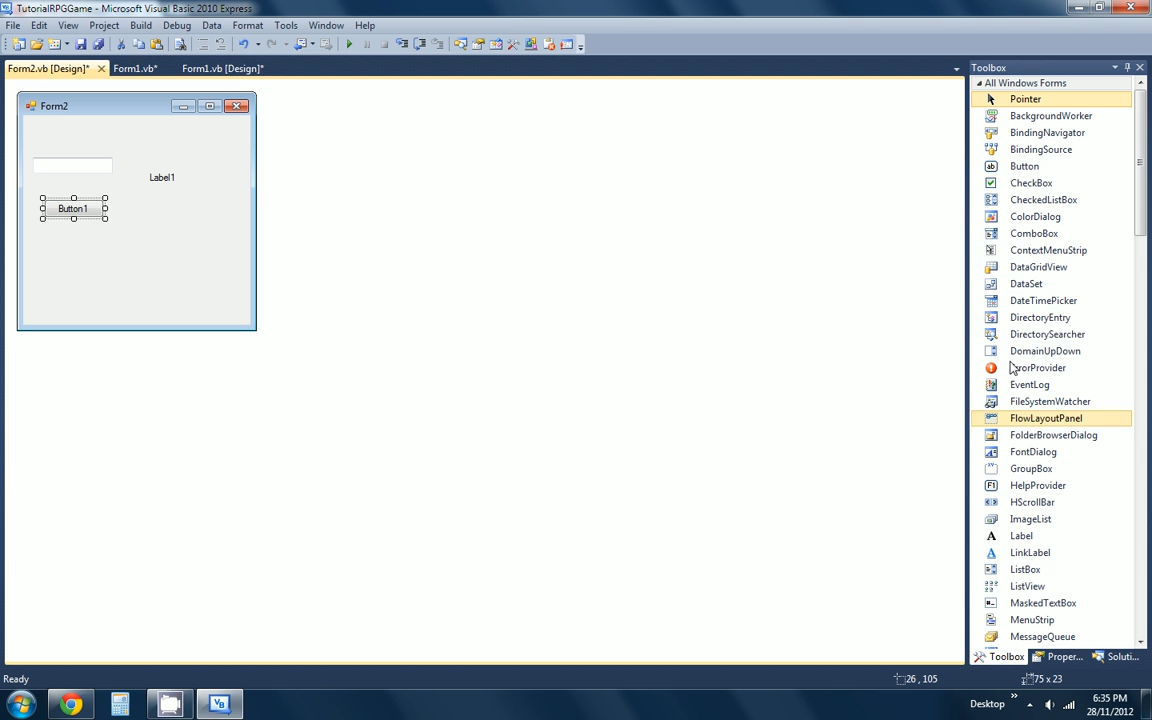 TutorialRPGGame - Microsoft Visual Basic 2010 Express
File Edit View Project Build Debug Data Format Tools Window Help
Form2.vb [Design]* Form1.vb* Form1.vb [Design]*
Toolbox
All Windows Forms
Form2
Label1
Button1
Pointer
BackgroundWorker
BindingNavigator
BindingSource
Button
CheckBox
CheckedListBox
ColorDialog
ComboBox
ContextMenuStrip
DataGridView
DataSet
DateTimePicker
DirectoryEntry
DirectorySearcher
DomainUpDown
EventLog
FileSystemWatcher
FlowLayoutPanel
FolderBrowserDialog
FontDialog
GroupBox
HelpProvider
HScrollBar
ImageList
Label
LinkLabel
ListBox
ListView
MaskedTextBox
MenuStrip
MessageQueue
Toolbox Proper... Soluti...
Ready 26 , 105 75 x 23
Desktop 6:35 PM
28/11/2012